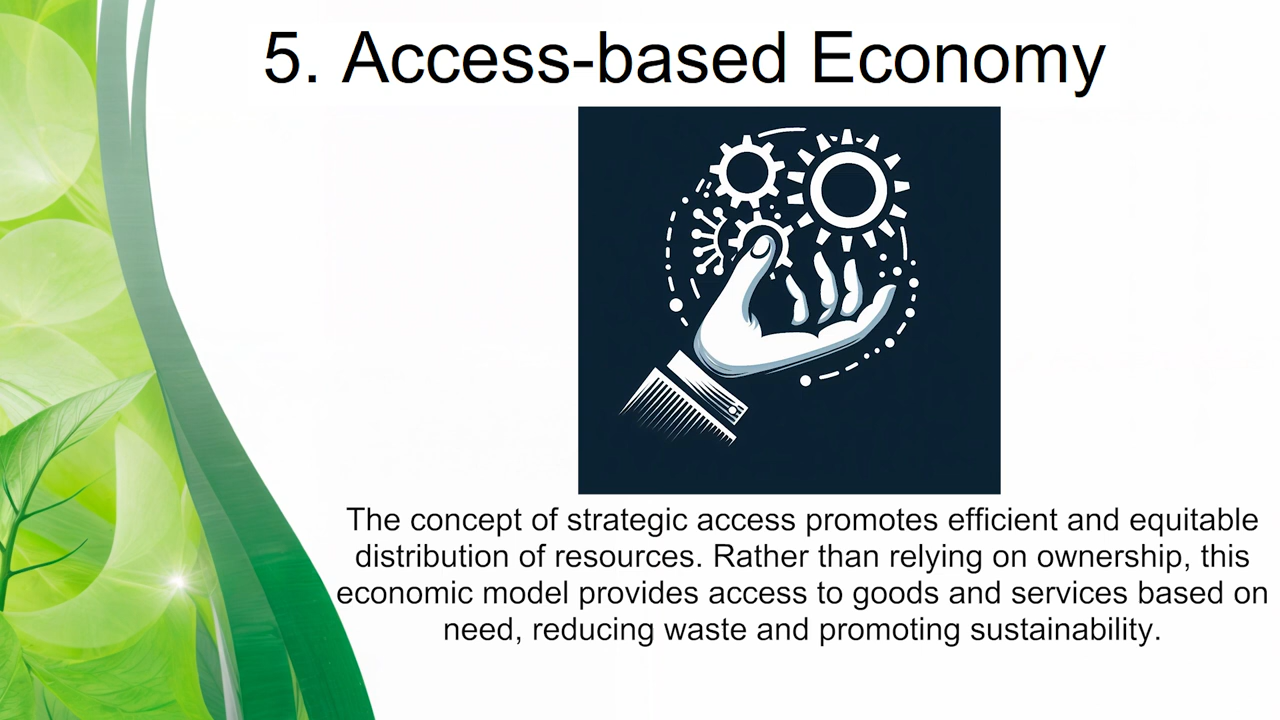 5. Access-based Economy
The concept of strategic access promotes efficient and equitable
distribution of resources. Rather than relying on ownership, this
economic model provides access to goods and services based on
need, reducing waste and promoting sustainability.